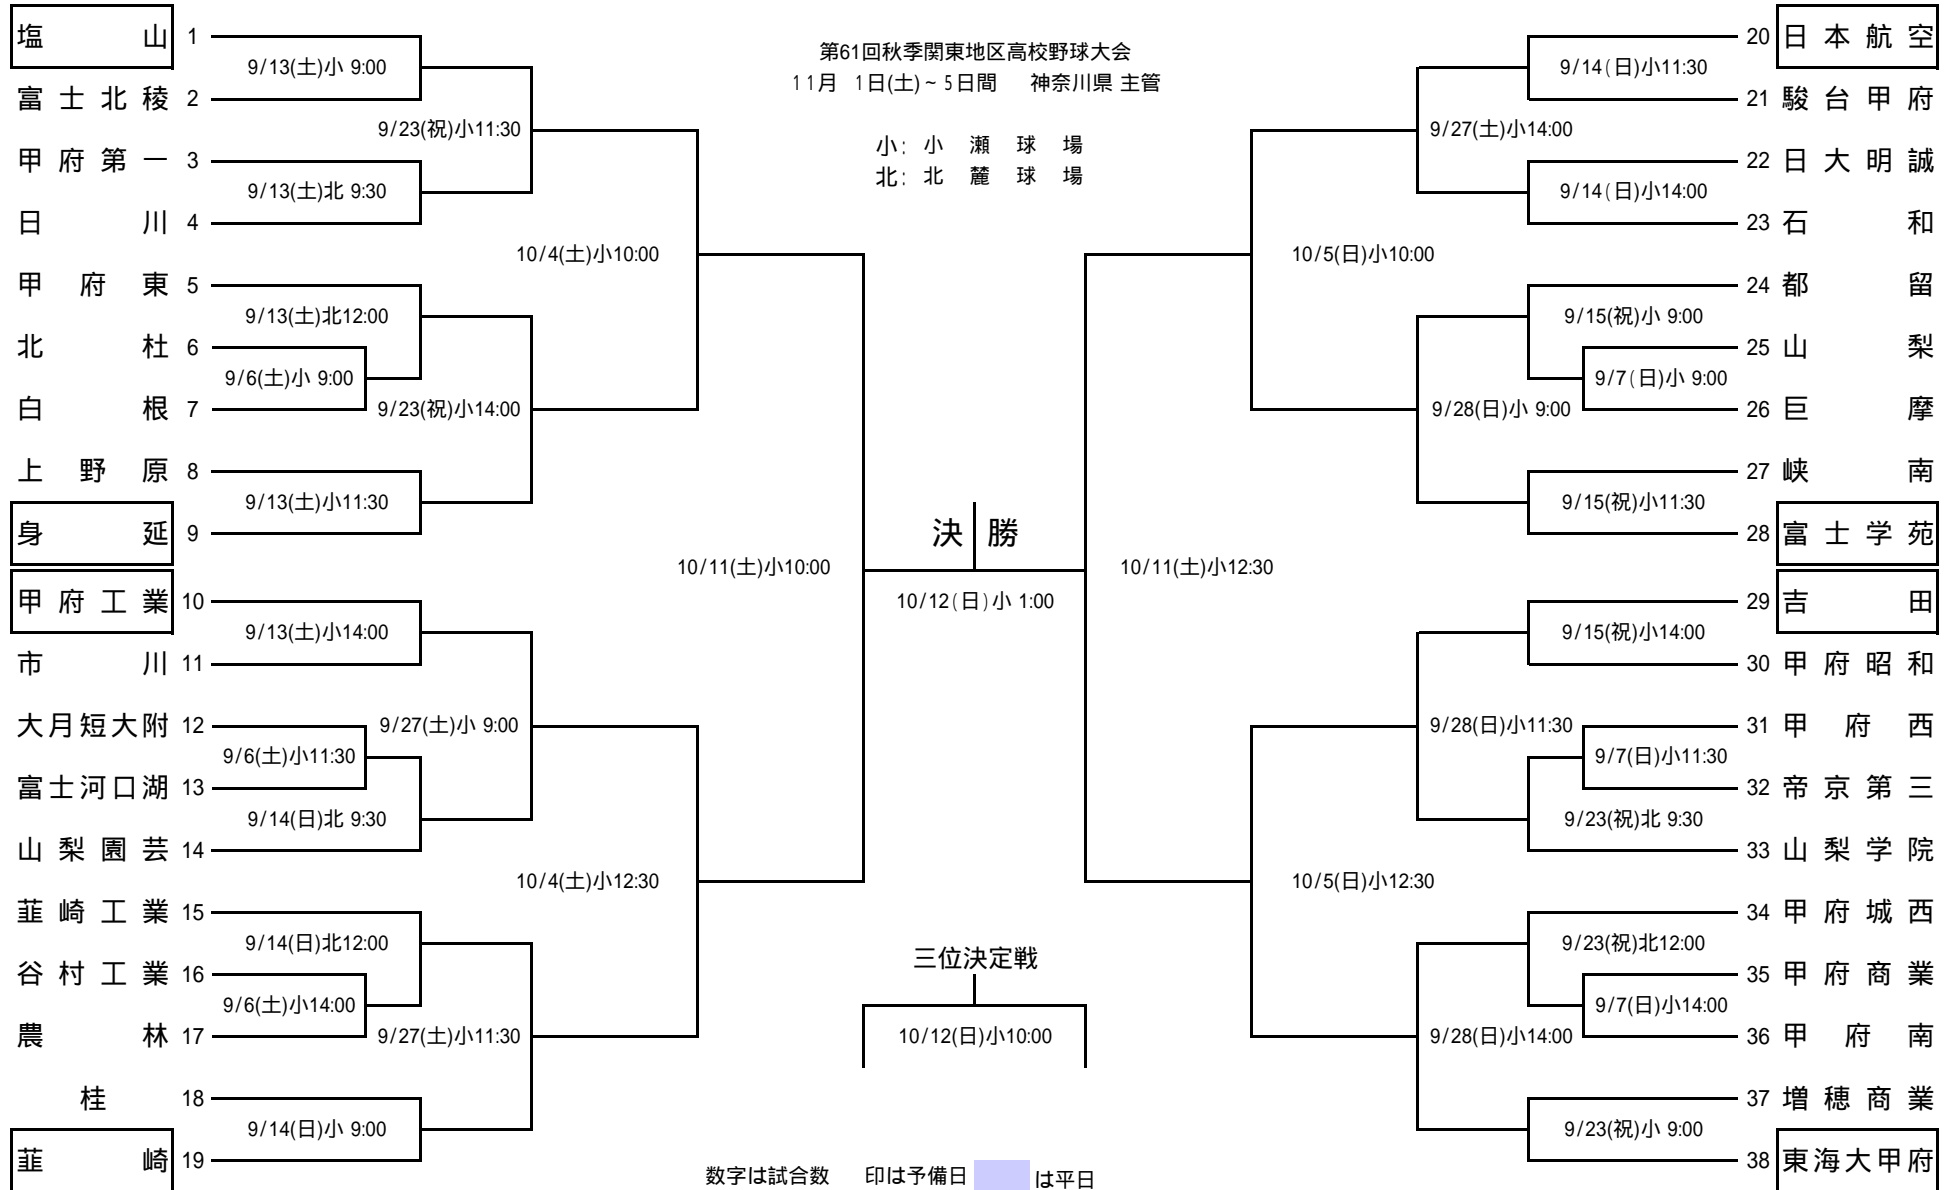 第61回秋季関東地区高校野球大会
11月 1日(土)~5日間 神奈川県 主管
小: 小瀬球場
北: 北麓球場
塩山 1
9/13(土)小 9:00
富士北稜 2
9/23(祝)小11:30
甲府第一 3
9/13(土)北 9:30
日川 4
10/4(土)小10:00
甲府東 5
9/13(土)北12:00
北杜 6
9/6(土)小 9:00
白根 7
9/23(祝)小14:00
上野原 8
9/13(土)小11:30
身延 9
10/11(土)小10:00
甲府工業 10
9/13(土)小14:00
市川 11
大月短大附 12
9/27(土)小 9:00
9/6(土)小11:30
富士河口湖 13
9/14(日)北 9:30
山梨園芸 14
10/4(土)小12:30
韮崎工業 15
9/14(日)北12:00
谷村工業 16
9/6(土)小14:00
農林 17
9/27(土)小11:30
桂 18
9/14(日)小 9:00
韮崎 19
決勝
10/12(日)小 1:00
三位決定戦
10/12(日)小10:00
20 日本航空
9/14(日)小11:30
21 駿台甲府
9/27(土)小14:00
22 日大明誠
9/14(日)小14:00
23 石和
10/5(日)小10:00
24 都留
9/15(祝)小 9:00
25 山梨
9/7(日)小 9:00
26 巨摩
9/28(日)小 9:00
27 峡南
9/15(祝)小11:30
28 富士学苑
10/11(土)小12:30
29 吉田
9/15(祝)小14:00
30 甲府昭和
9/28(日)小11:30
31 甲府西
9/7(日)小11:30
32 帝京第三
9/23(祝)北 9:30
33 山梨学院
10/5(日)小12:30
34 甲府城西
9/23(祝)北12:00
35 甲府商業
9/7(日)小14:00
36 甲府南
9/28(日)小14:00
37 増穂商業
9/23(祝)小 9:00
38 東海大甲府
数字は試合数 印は予備日 は平日